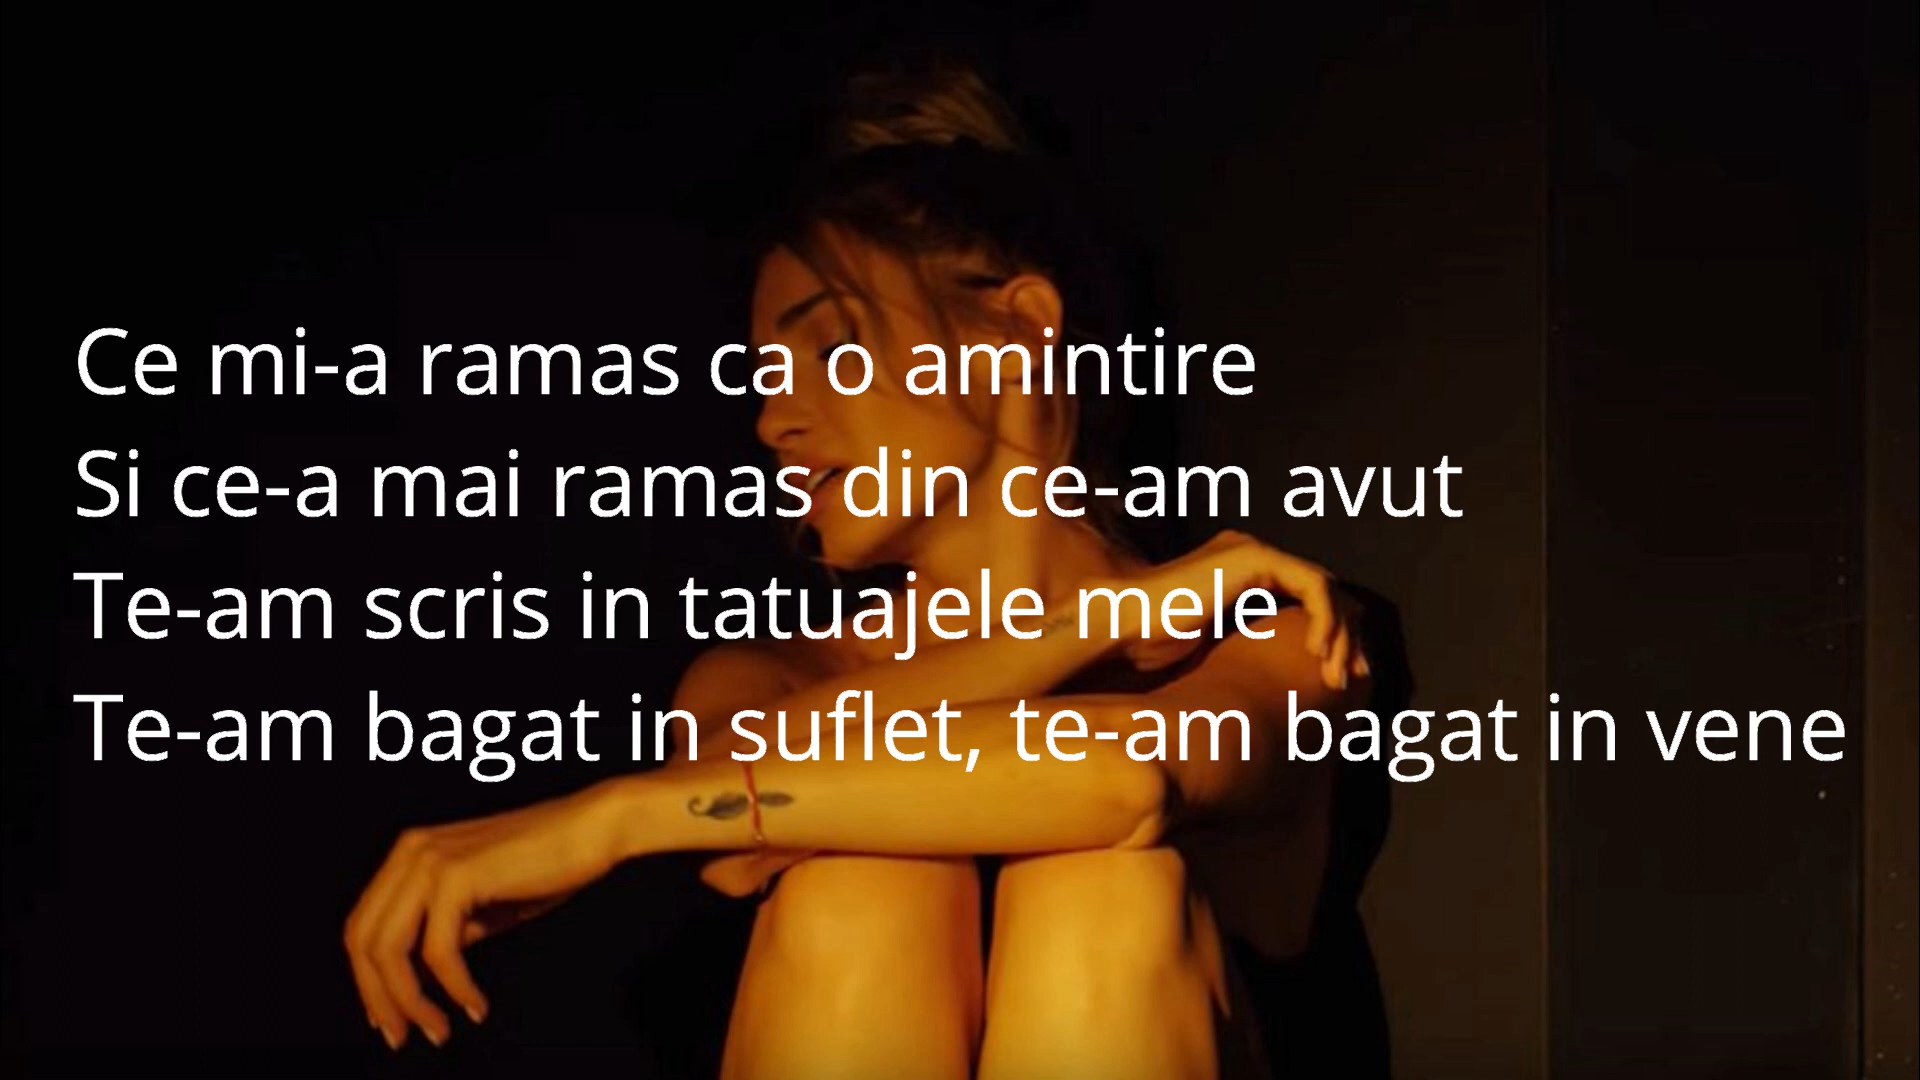 Ce mi-a ramas ca o amintire
Si ce-a mai ramas din ce-am avut
Te-am scris in tatuajele mele
Te-am bagat in suflet, te-am bagat in vene